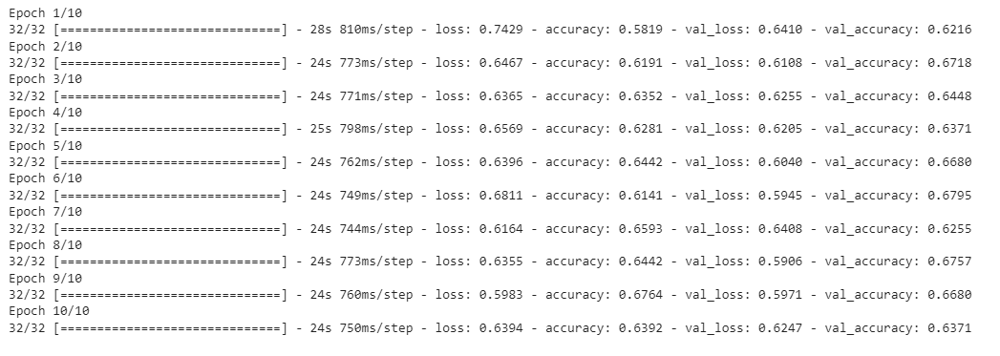 Epoch 1/10
32/32 [==============================] - 28s 810ms/step - loss: 0.7429 - accuracy: 0.5819 - val_loss: 0.6410 - val_accuracy: 0.6216
Epoch 2/10
32/32 [==============================] - 24s 773ms/step - loss: 0.6467 - accuracy: 0.6191 - val_loss: 0.6108 - val_accuracy: 0.6718
Epoch 3/10
32/32 [==============================] - 24s 771ms/step - loss: 0.6365 - accuracy: 0.6352 - val_loss: 0.6255 - val_accuracy: 0.6448
Epoch 4/10
32/32 [==============================] - 25s 798ms/step - loss: 0.6569 - accuracy: 0.6281 - val_loss: 0.6205 - val_accuracy: 0.6371
Epoch 5/10
32/32 [==============================] - 24s 762ms/step - loss: 0.6396 - accuracy: 0.6442 - val_loss: 0.6040 - val_accuracy: 0.6680
Epoch 6/10
32/32 [==============================] - 24s 749ms/step - loss: 0.6811 - accuracy: 0.6141 - val_loss: 0.5945 - val_accuracy: 0.6795
Epoch 7/10
32/32 [==============================] - 24s 744ms/step - loss: 0.6164 - accuracy: 0.6593 - val_loss: 0.6408 - val_accuracy: 0.6255
Epoch 8/10
32/32 [==============================] - 24s 773ms/step - loss: 0.6355 - accuracy: 0.6442 - val_loss: 0.5906 - val_accuracy: 0.6757
Epoch 9/10
32/32 [==============================] - 24s 760ms/step - loss: 0.5983 - accuracy: 0.6764 - val_loss: 0.5971 - val_accuracy: 0.6680
Epoch 10/10
32/32 [==============================] - 24s 750ms/step - loss: 0.6394 - accuracy: 0.6392 - val_loss: 0.6247 - val_accuracy: 0.6371